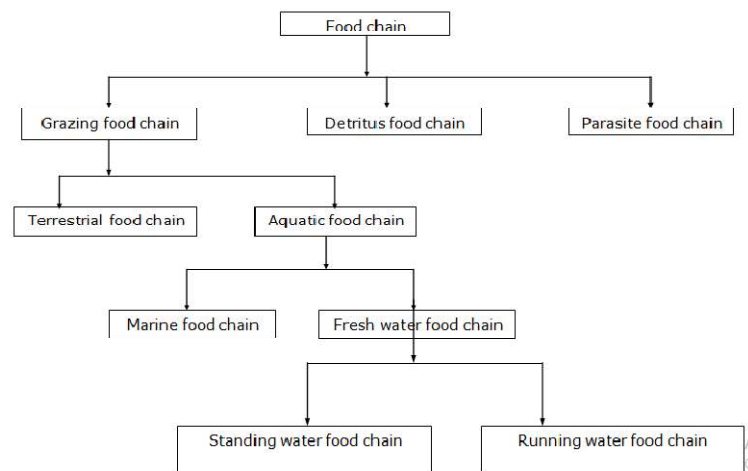 Food chain
Grazing food chain
Detritus food chain
Parasite food chain
Terrestrial food chain
Aquatic food chain
Marine food chain
Fresh water food chain
Standing water food chain
Running water food chain